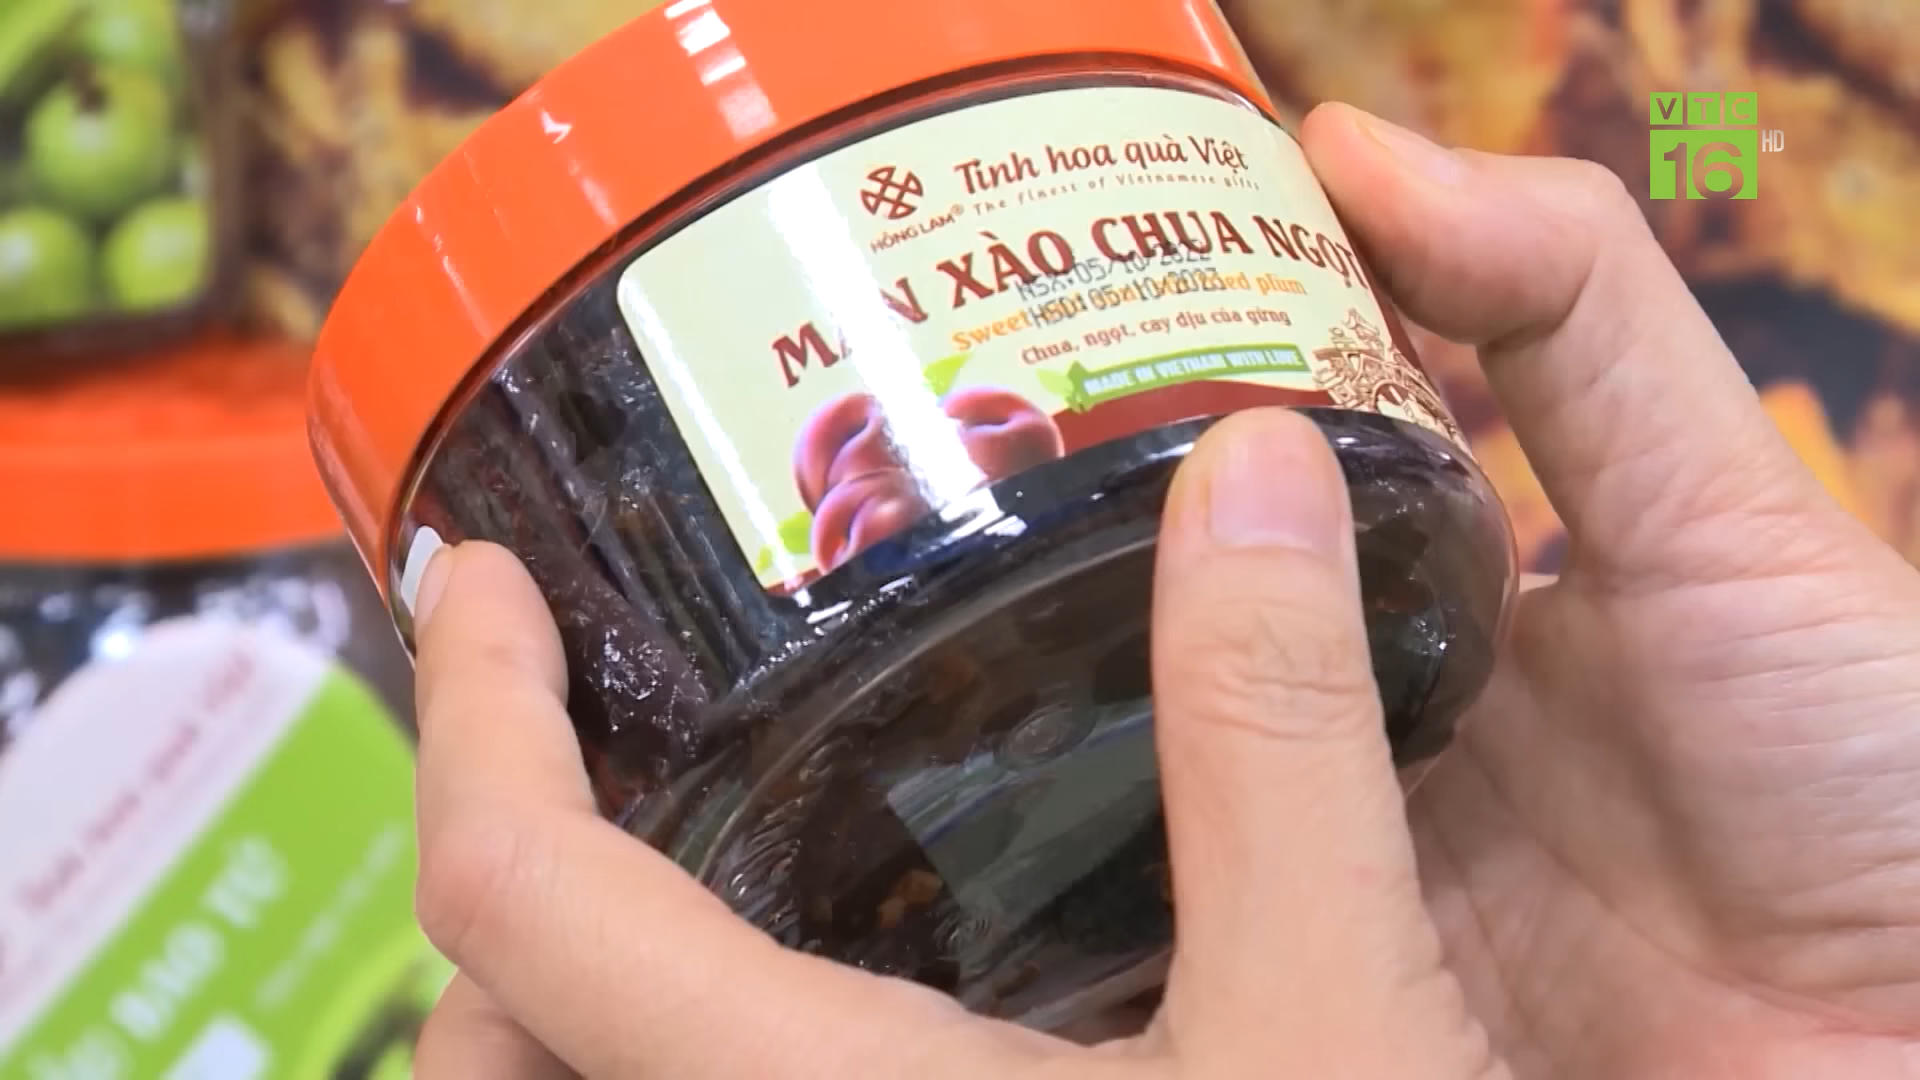 VTC
16 HD
Tinh hoa quà Việt
The finest of Vietnamese gifts
HỒNG LAM®
XÀO CHUA NGỌT
NSX:05/10/2022
HSD:05/10/2023
Sweet plum
Chua, ngọt, cay dịu của gừng
MADE IN VIETNAM WITH LOVE